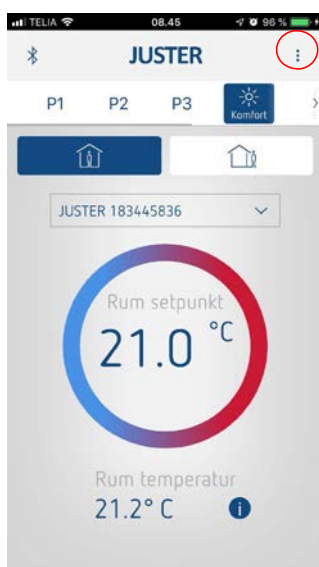 TELIA 08.45 96 %
JUSTER
P1 P2 P3 Komfort
JUSTER 183445836
Rum setpunkt
21.0 °C
Rum temperatur
21.2° C i